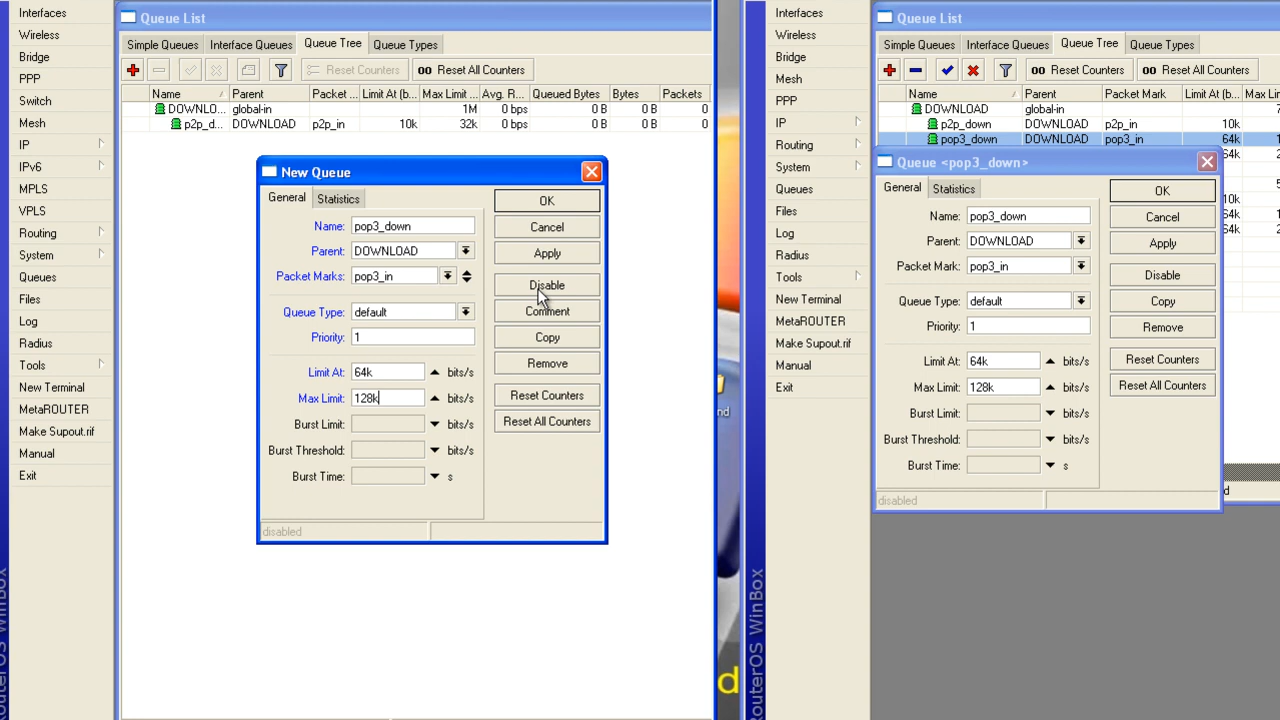 Interfaces
Wireless
Bridge
PPP
Switch
Mesh
IP
IPv6
MPLS
VPLS
Routing
System
Queues
Files
Log
Radius
Tools
New Terminal
MetaROUTER
Make Supout.rif
Manual
Exit
RouterOS WinBox
Queue List
Simple Queues Interface Queues Queue Tree Queue Types
Reset Counters 00 Reset All Counters
Name Parent Packet ... Limit At (b... Max Limit ... Avg. R... Queued Bytes Bytes Packets
DOWNLO... global-in 1M 0 bps 0 B 0 B 0
p2p_d... DOWNLOAD p2p_in 10k 32k 0 bps 0 B 0 B 0
New Queue
General Statistics
Name: pop3_down
Parent: DOWNLOAD
Packet Marks: pop3_in
Queue Type: default
Priority: 1
Limit At: 64k bits/s
Max Limit: 128k bits/s
Burst Limit: bits/s
Burst Threshold: bits/s
Burst Time: s
OK
Cancel
Apply
Disable
Comment
Copy
Remove
Reset Counters
Reset All Counters
disabled
nd
d
Interfaces
Wireless
Bridge
Mesh
PPP
IP
Routing
System
Queues
Files
Log
Radius
Tools
New Terminal
MetaROUTER
Make Supout.rif
Manual
Exit
RouterOS WinBox
Queue List
Simple Queues Interface Queues Queue Tree Queue Types
00 Reset Counters 00 Reset All Counters
Name Parent Packet Mark Limit At (b... Max Lim
DOWNLOAD global-in 7
p2p_down DOWNLOAD p2p_in 10k
pop3_down DOWNLOAD pop3_in 64k
Queue <pop3_down>
General Statistics
Name: pop3_down
Parent: DOWNLOAD
Packet Mark: pop3_in
Queue Type: default
Priority: 1
Limit At: 64k bits/s
Max Limit: 128k bits/s
Burst Limit: bits/s
Burst Threshold: bits/s
Burst Time: s
OK
Cancel
Apply
Disable
Copy
Remove
Reset Counters
Reset All Counters
disabled